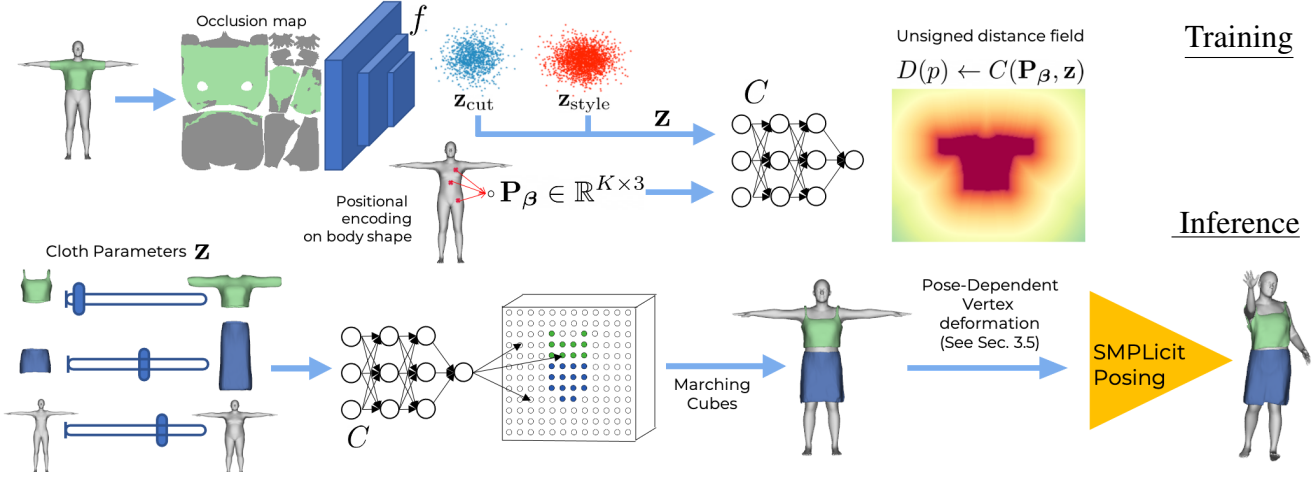 Occlusion map
f
z_cut
z_style
z
Positional
encoding
on body shape
P_β ∈ ℝ^{K×3}
C
Unsigned distance field
D(p) ← C(P_β, z)
Training
Inference
Cloth Parameters z
C
Marching
Cubes
Pose-Dependent
Vertex
deformation
(See Sec. 3.5)
SMPLicit
Posing